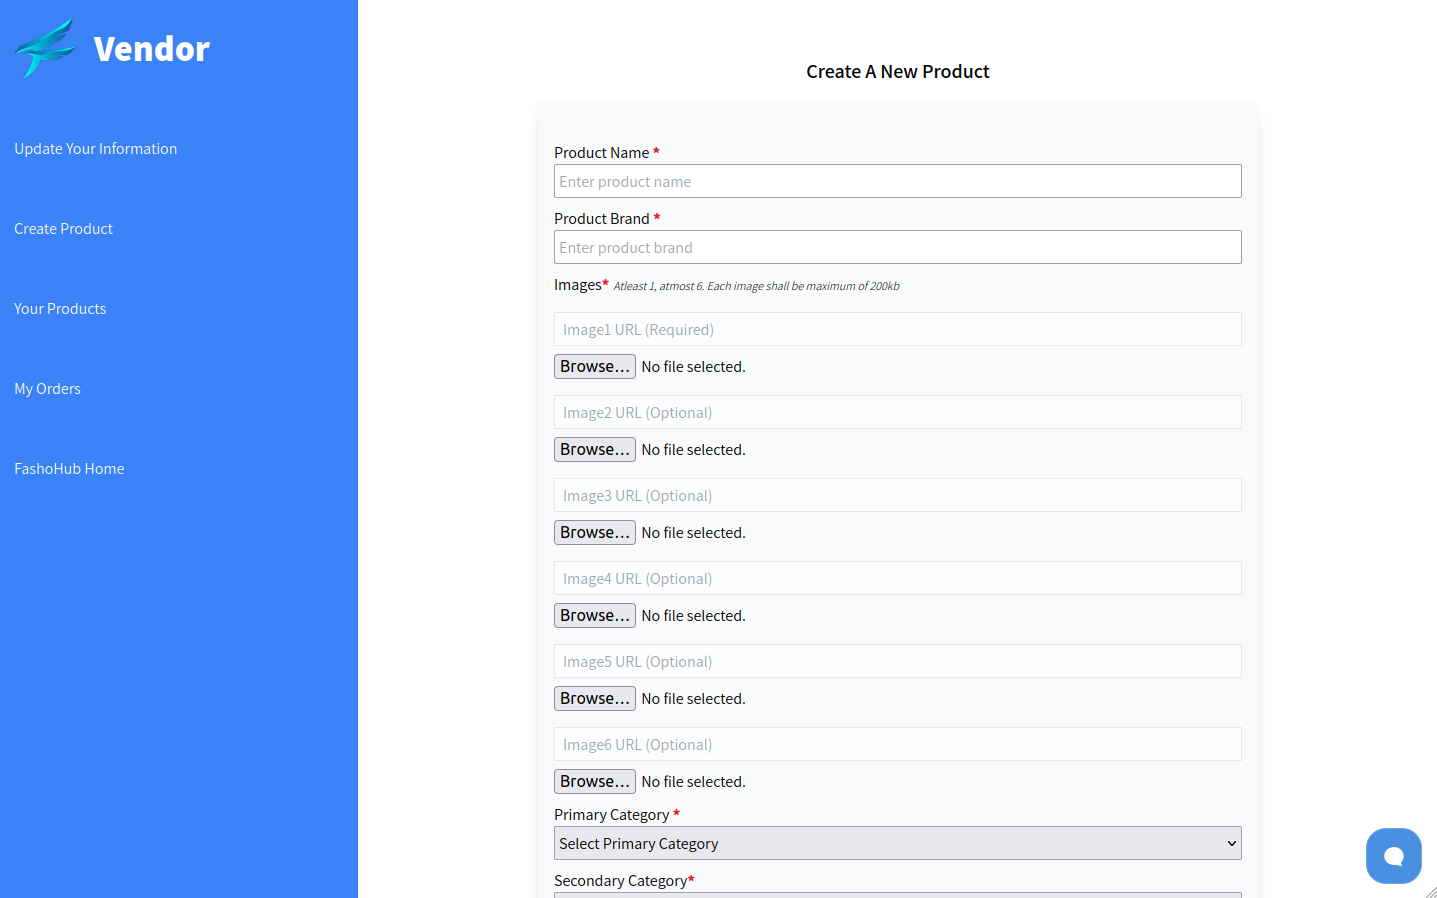 Vendor
Update Your Information
Create Product
Your Products
My Orders
FashoHub Home
Create A New Product
Product Name *
Enter product name
Product Brand *
Enter product brand
Images* Atleast 1, atmost 6. Each image shall be maximum of 200kb
Image1 URL (Required)
Browse... No file selected.
Image2 URL (Optional)
Browse... No file selected.
Image3 URL (Optional)
Browse... No file selected.
Image4 URL (Optional)
Browse... No file selected.
Image5 URL (Optional)
Browse... No file selected.
Image6 URL (Optional)
Browse... No file selected.
Primary Category *
Select Primary Category
Secondary Category*